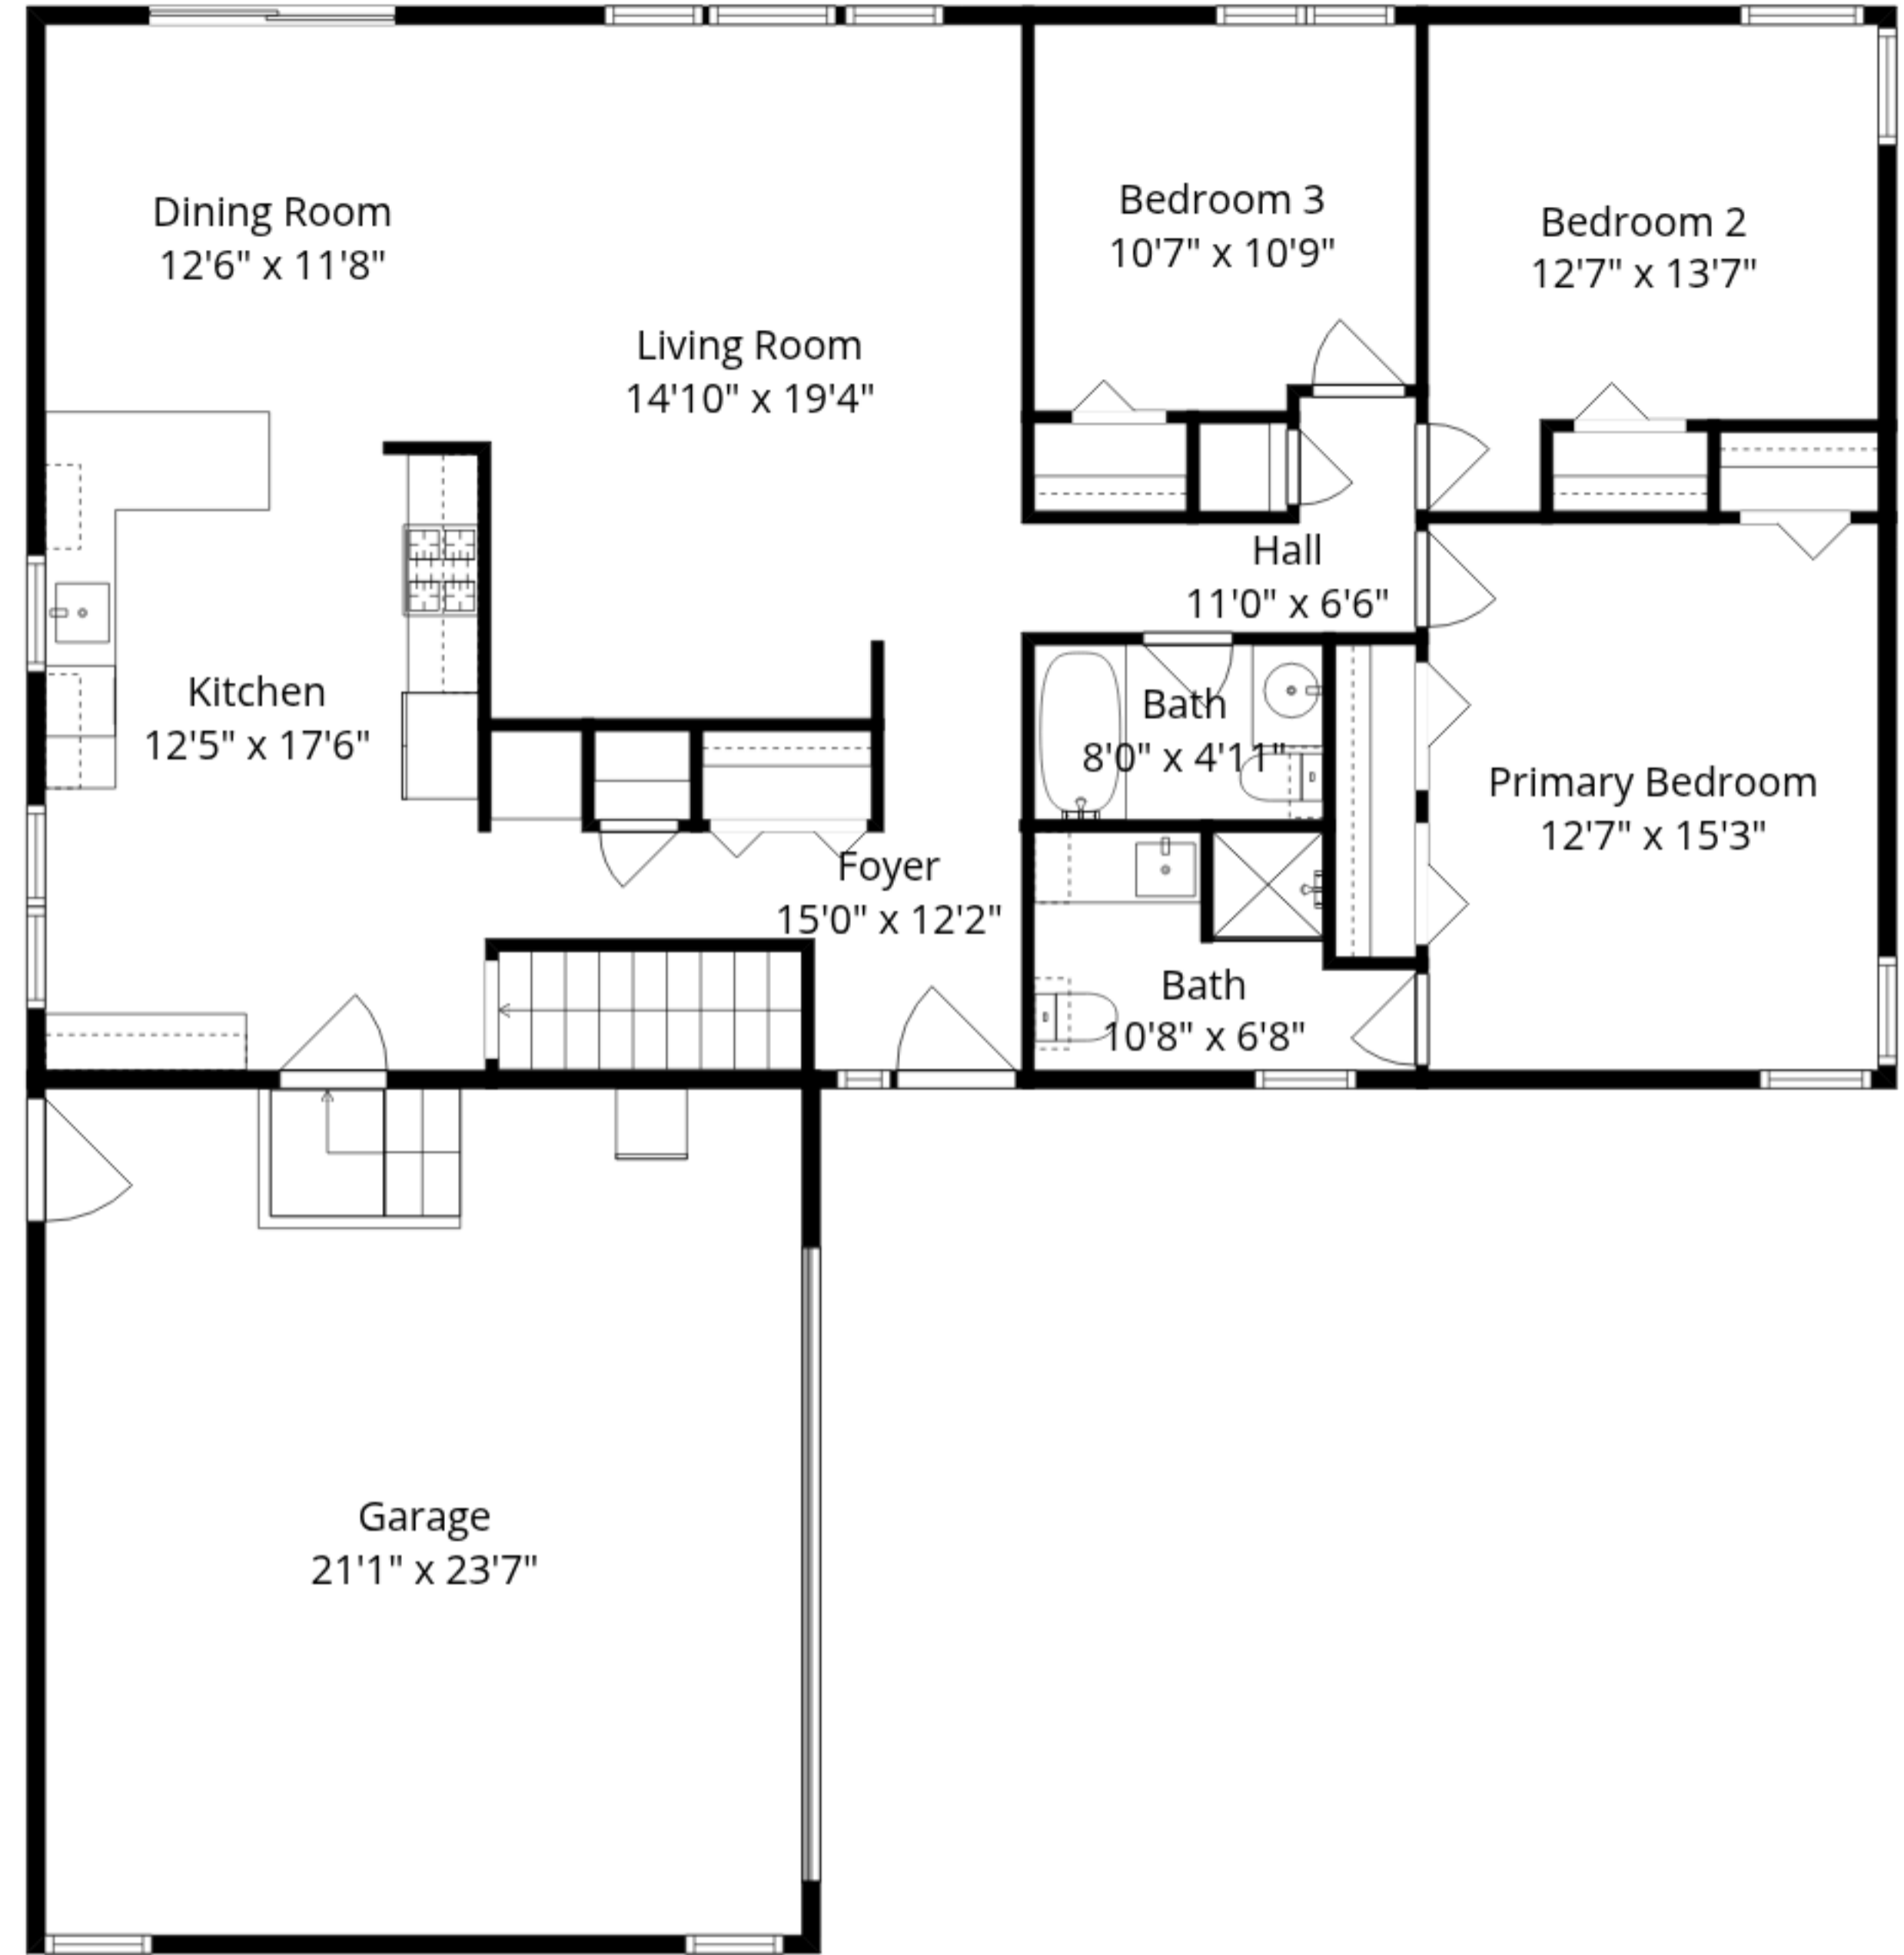 Dining Room
12'6" x 11'8"
Living Room
14'10" x 19'4"
Bedroom 3
10'7" x 10'9"
Bedroom 2
12'7" x 13'7"
Hall
11'0" x 6'6"
Kitchen
12'5" x 17'6"
Bath
8'0" x 4'11"
Primary Bedroom
12'7" x 15'3"
Foyer
15'0" x 12'2"
Bath
10'8" x 6'8"
Garage
21'1" x 23'7"